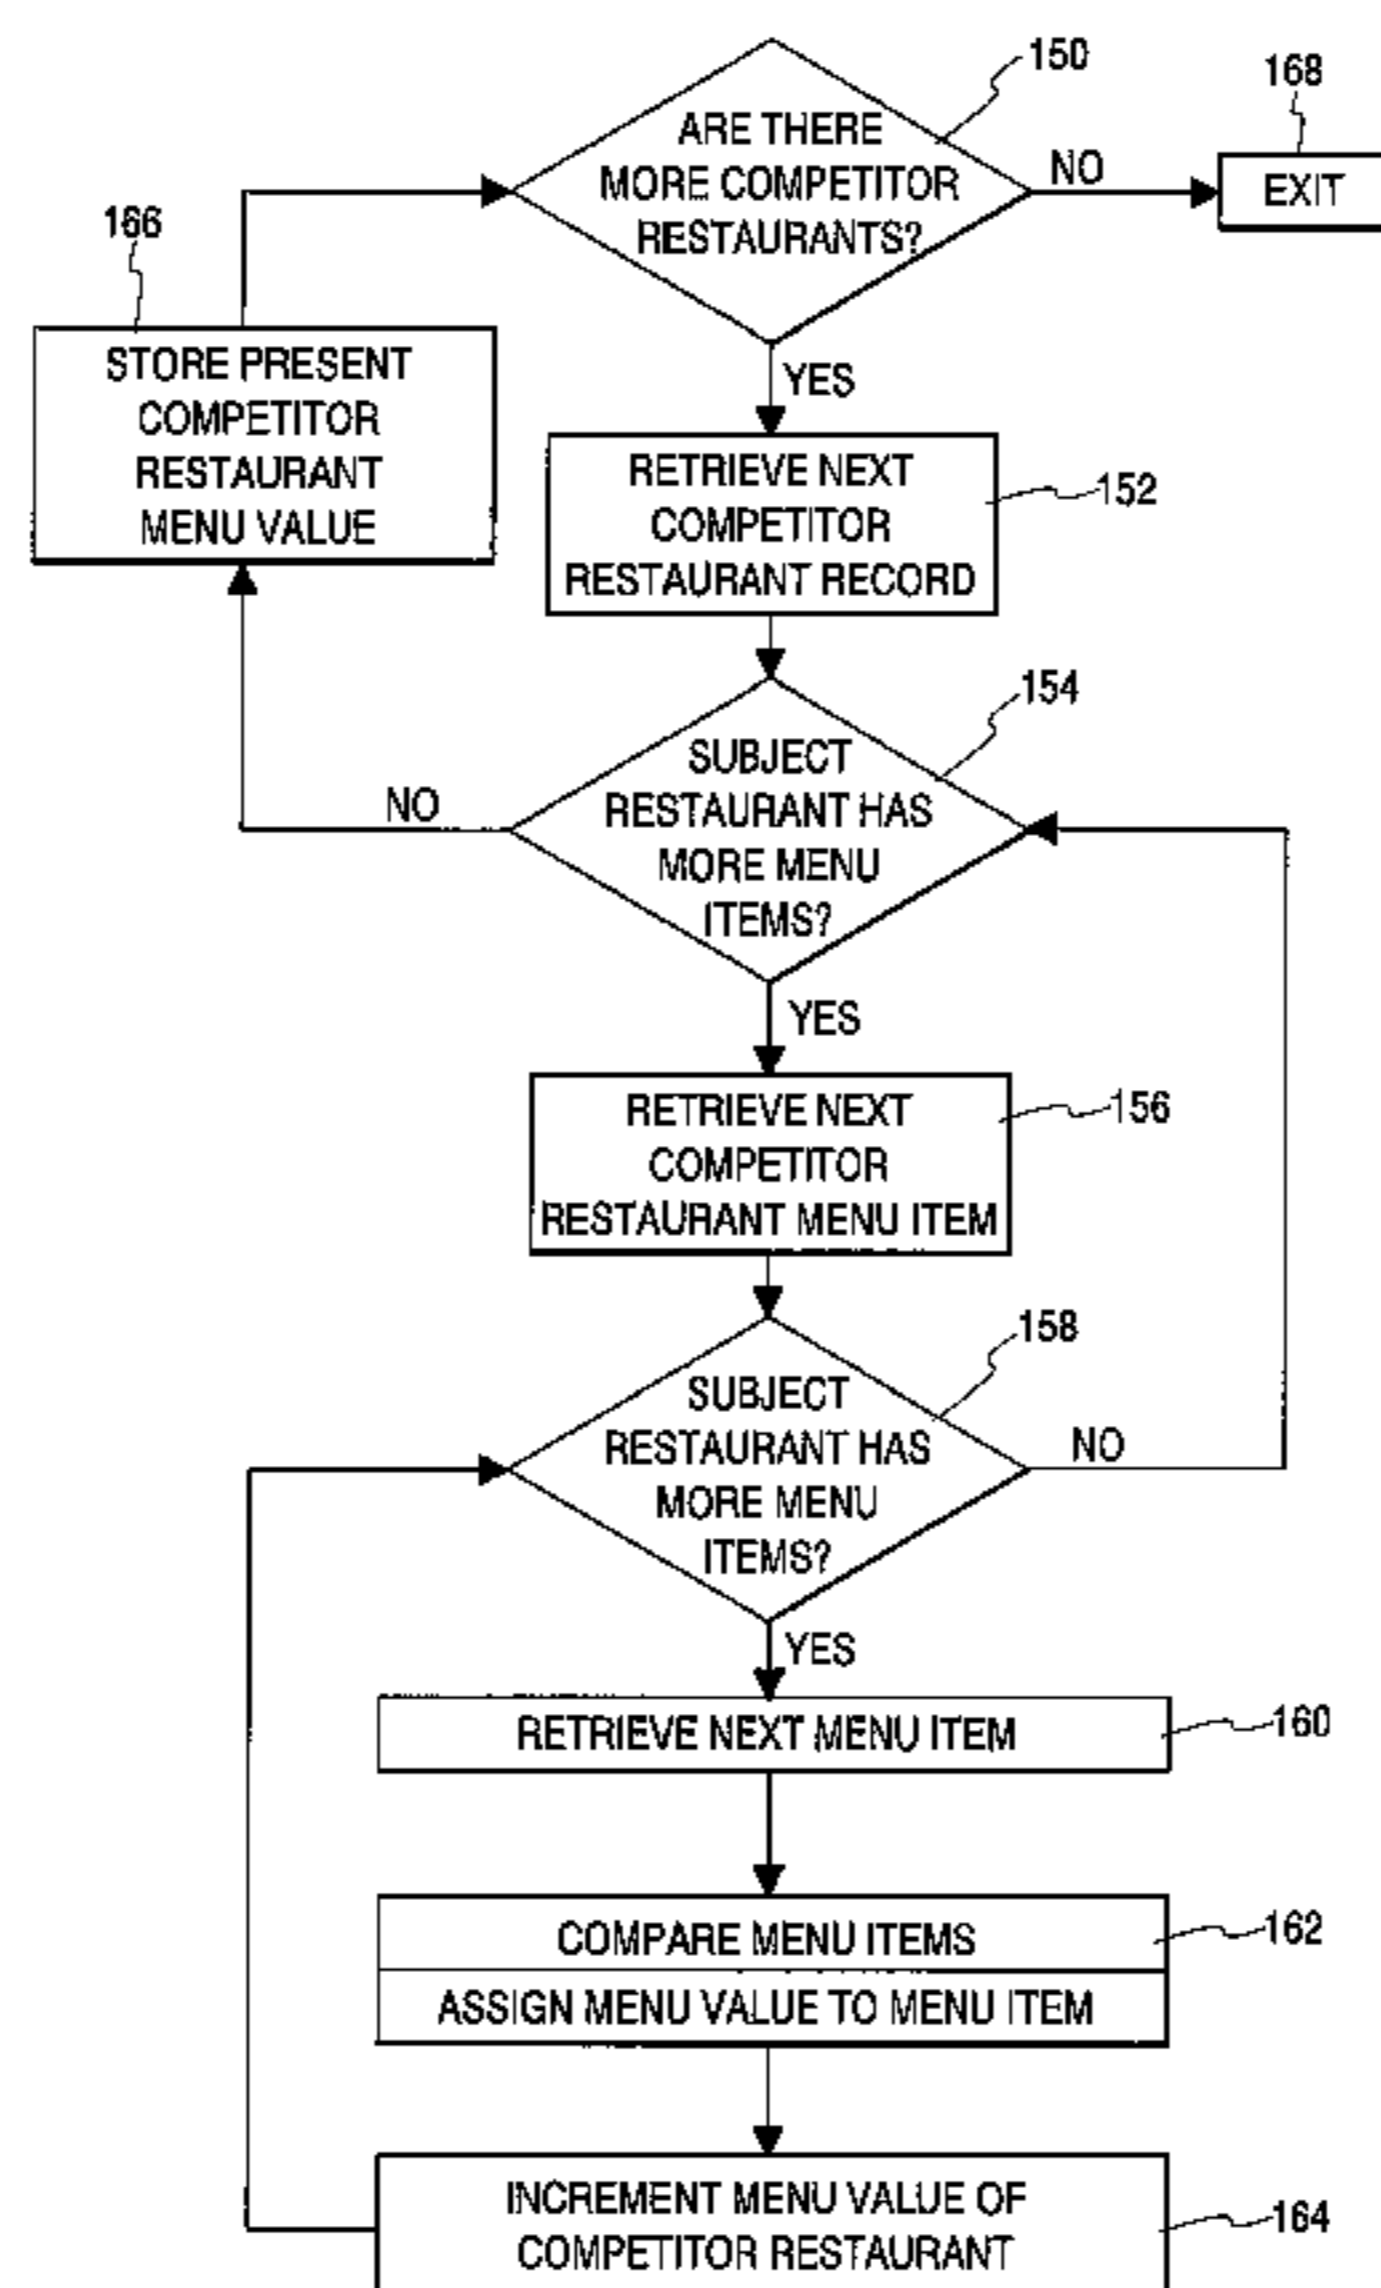 150
168
ARE THERE
MORE COMPETITOR
RESTAURANTS?
NO
EXIT
166
STORE PRESENT
COMPETITOR
RESTAURANT
MENU VALUE
YES
RETRIEVE NEXT
COMPETITOR
RESTAURANT RECORD
152
154
SUBJECT
RESTAURANT HAS
MORE MENU
ITEMS?
NO
YES
RETRIEVE NEXT
COMPETITOR
RESTAURANT MENU ITEM
156
158
SUBJECT
RESTAURANT HAS
MORE MENU
ITEMS?
NO
YES
RETRIEVE NEXT MENU ITEM
160
COMPARE MENU ITEMS
162
ASSIGN MENU VALUE TO MENU ITEM
INCREMENT MENU VALUE OF
COMPETITOR RESTAURANT
164